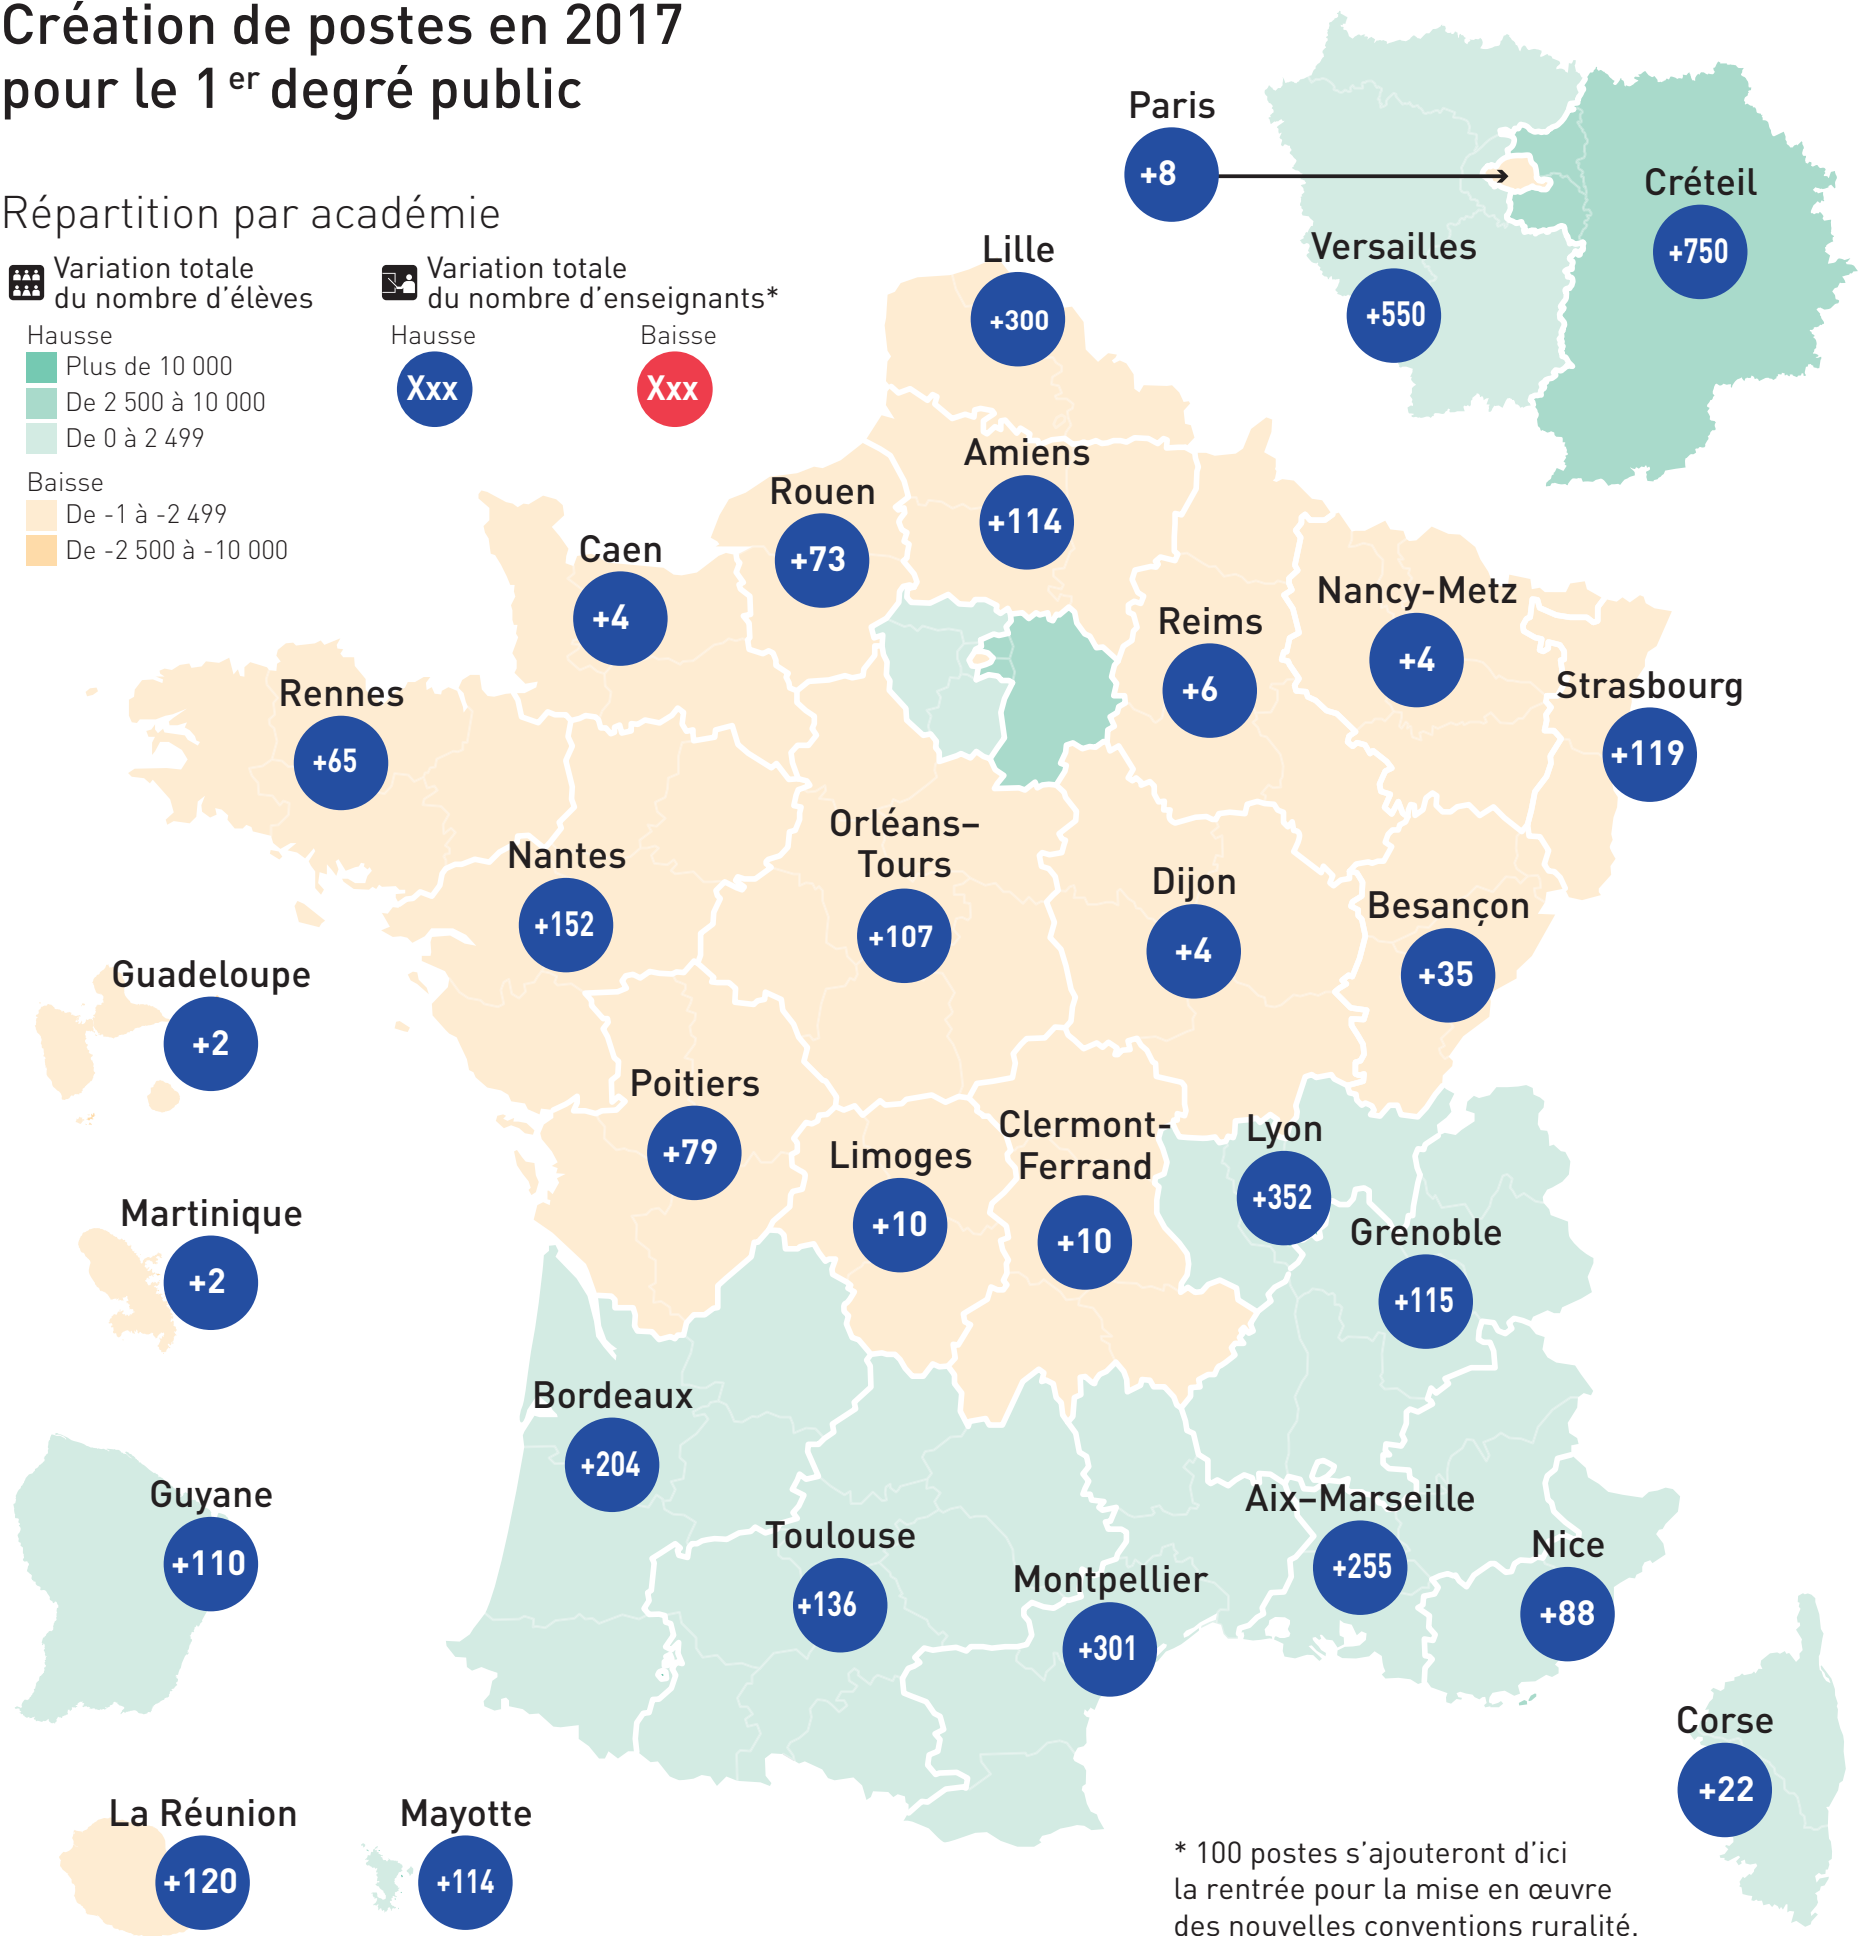 Création de postes en 2017
pour le 1er degré public
Répartition par académie
Variation totale
du nombre d'élèves
Hausse
Plus de 10 000
De 2 500 à 10 000
De 0 à 2 499
Baisse
De -1 à -2 499
De -2 500 à -10 000
Variation totale
du nombre d'enseignants*
Hausse
Xxx
Baisse
Xxx
Paris
+8
Créteil
+750
Versailles
+550
Lille
+300
Amiens
+114
Rouen
+73
Caen
+4
Nancy-Metz
+4
Reims
+6
Strasbourg
+119
Rennes
+65
Orléans–
Tours
+107
Nantes
+152
Dijon
+4
Besançon
+35
Guadeloupe
+2
Poitiers
+79
Limoges
+10
Clermont-
Ferrand
+10
Lyon
+352
Martinique
+2
Grenoble
+115
Bordeaux
+204
Guyane
+110
Aix–Marseille
+255
Toulouse
+136
Nice
+88
Montpellier
+301
Corse
+22
La Réunion
+120
Mayotte
+114
* 100 postes s'ajouteront d'ici
la rentrée pour la mise en œuvre
des nouvelles conventions ruralité.